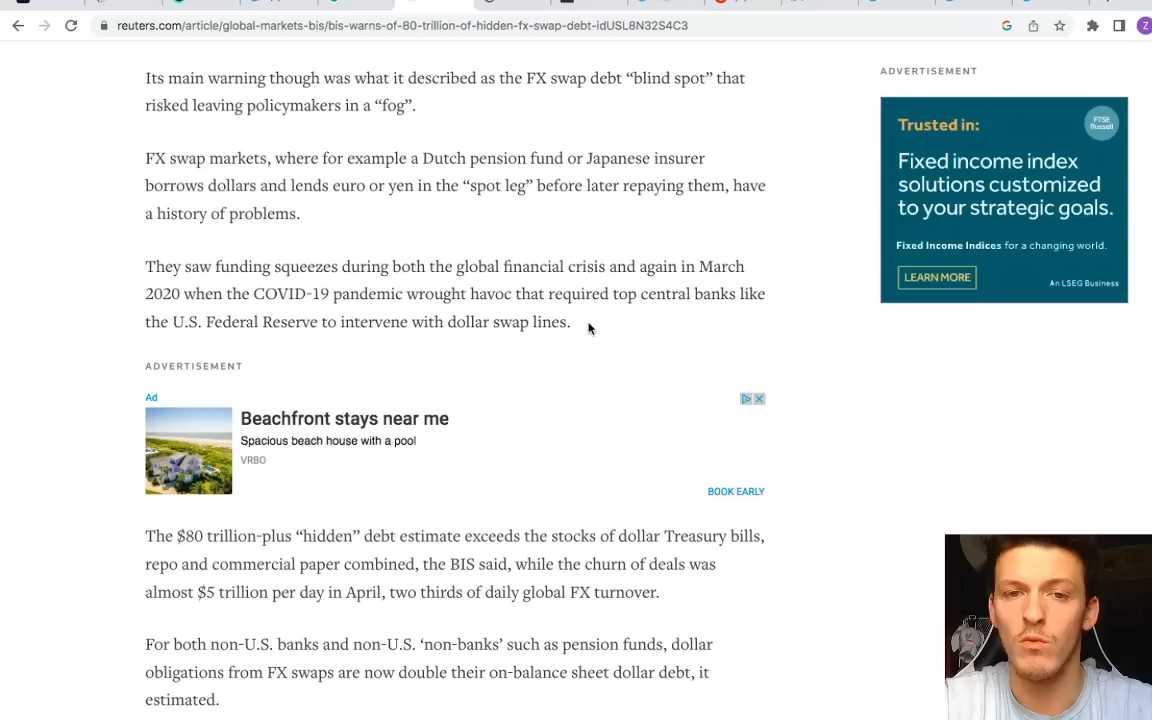 reuters.com/article/global-markets-bis/bis-warns-of-80-trillion-of-hidden-fx-swap-debt-idUSL8N32S4C3
Its main warning though was what it described as the FX swap debt “blind spot” that
risked leaving policymakers in a “fog”.
FX swap markets, where for example a Dutch pension fund or Japanese insurer
borrows dollars and lends euro or yen in the “spot leg” before later repaying them, have
a history of problems.
They saw funding squeezes during both the global financial crisis and again in March
2020 when the COVID-19 pandemic wrought havoc that required top central banks like
the U.S. Federal Reserve to intervene with dollar swap lines.
ADVERTISEMENT
Ad
Beachfront stays near me
Spacious beach house with a pool
VRBO
BOOK EARLY
The $80 trillion-plus “hidden” debt estimate exceeds the stocks of dollar Treasury bills,
repo and commercial paper combined, the BIS said, while the churn of deals was
almost $5 trillion per day in April, two thirds of daily global FX turnover.
For both non-U.S. banks and non-U.S. ‘non-banks’ such as pension funds, dollar
obligations from FX swaps are now double their on-balance sheet dollar debt, it
estimated.
ADVERTISEMENT
Trusted in:
FTSE
Russell
Fixed income index
solutions customized
to your strategic goals.
Fixed Income Indices for a changing world.
LEARN MORE
An LSEG Business
Z